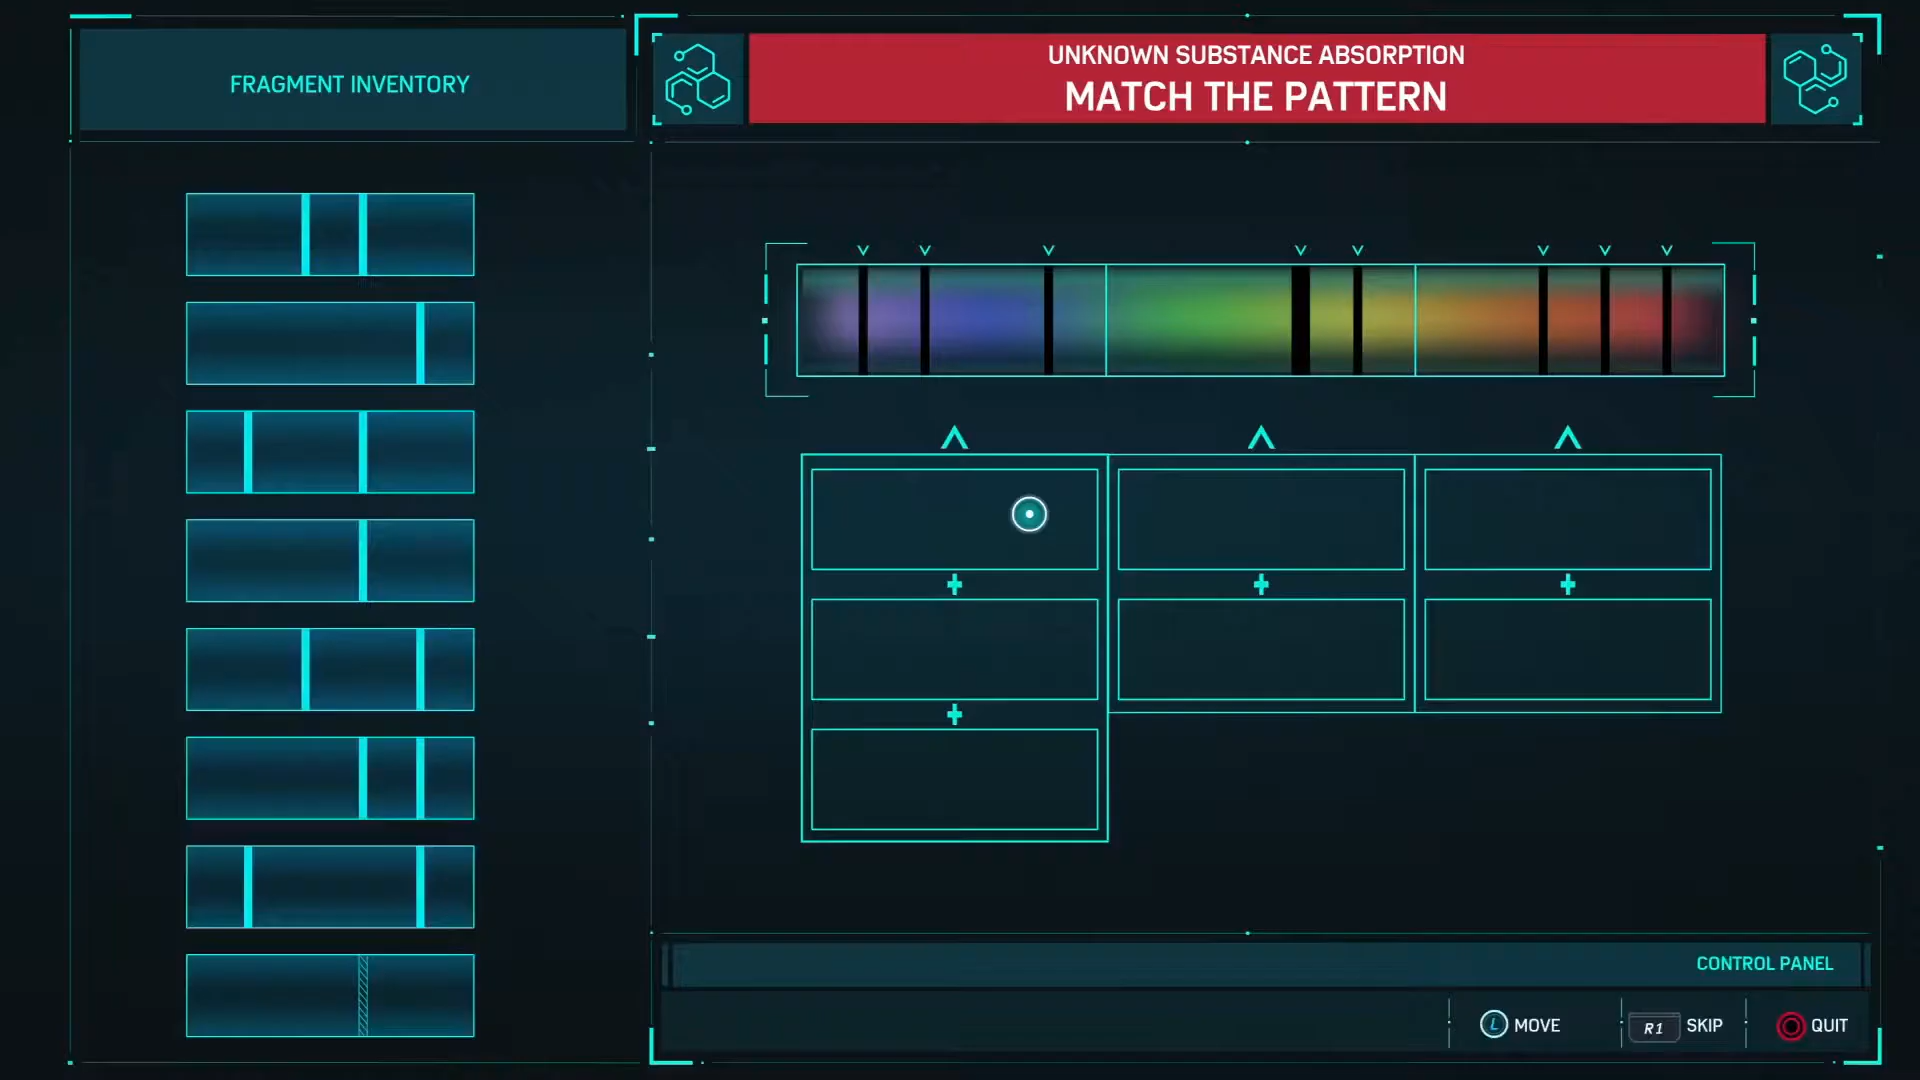 FRAGMENT INVENTORY
UNKNOWN SUBSTANCE ABSORPTION
MATCH THE PATTERN
CONTROL PANEL
L MOVE
R1 SKIP
QUIT